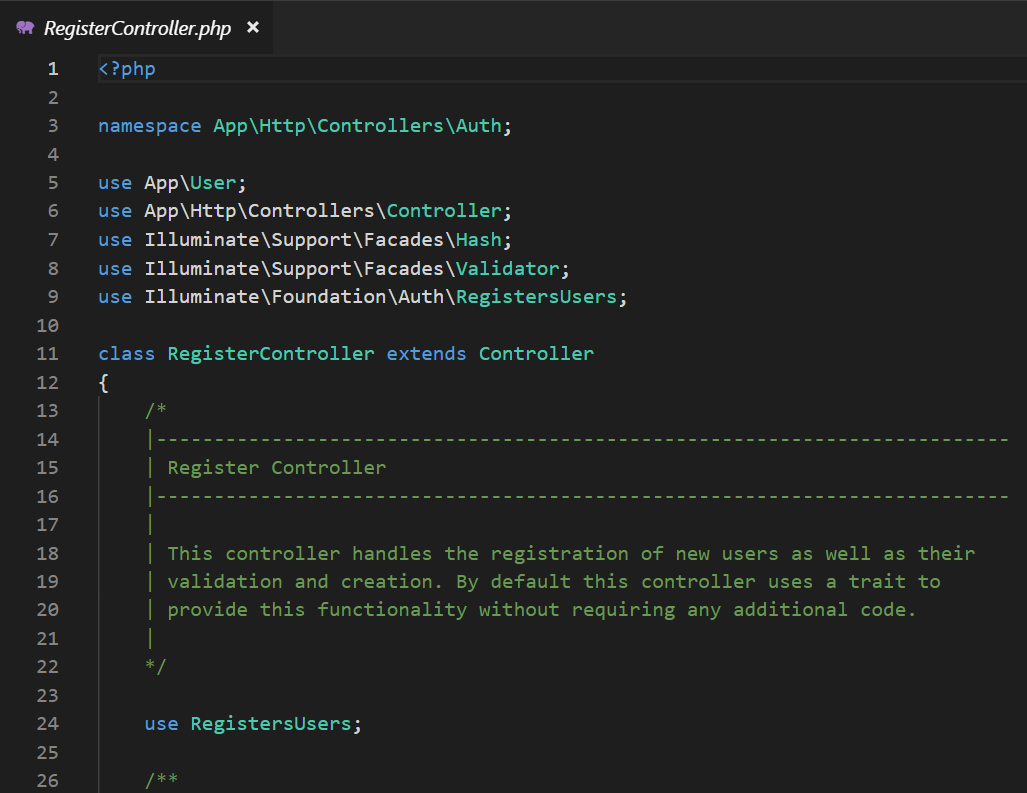 RegisterController.php ×
1 <?php
2
3 namespace App\Http\Controllers\Auth;
4
5 use App\User;
6 use App\Http\Controllers\Controller;
7 use Illuminate\Support\Facades\Hash;
8 use Illuminate\Support\Facades\Validator;
9 use Illuminate\Foundation\Auth\RegistersUsers;
10
11 class RegisterController extends Controller
12 {
13     /*
14     |--------------------------------------------------------------------------
15     | Register Controller
16     |--------------------------------------------------------------------------
17     |
18     | This controller handles the registration of new users as well as their
19     | validation and creation. By default this controller uses a trait to
20     | provide this functionality without requiring any additional code.
21     |
22     */
23
24     use RegistersUsers;
25
26     /**